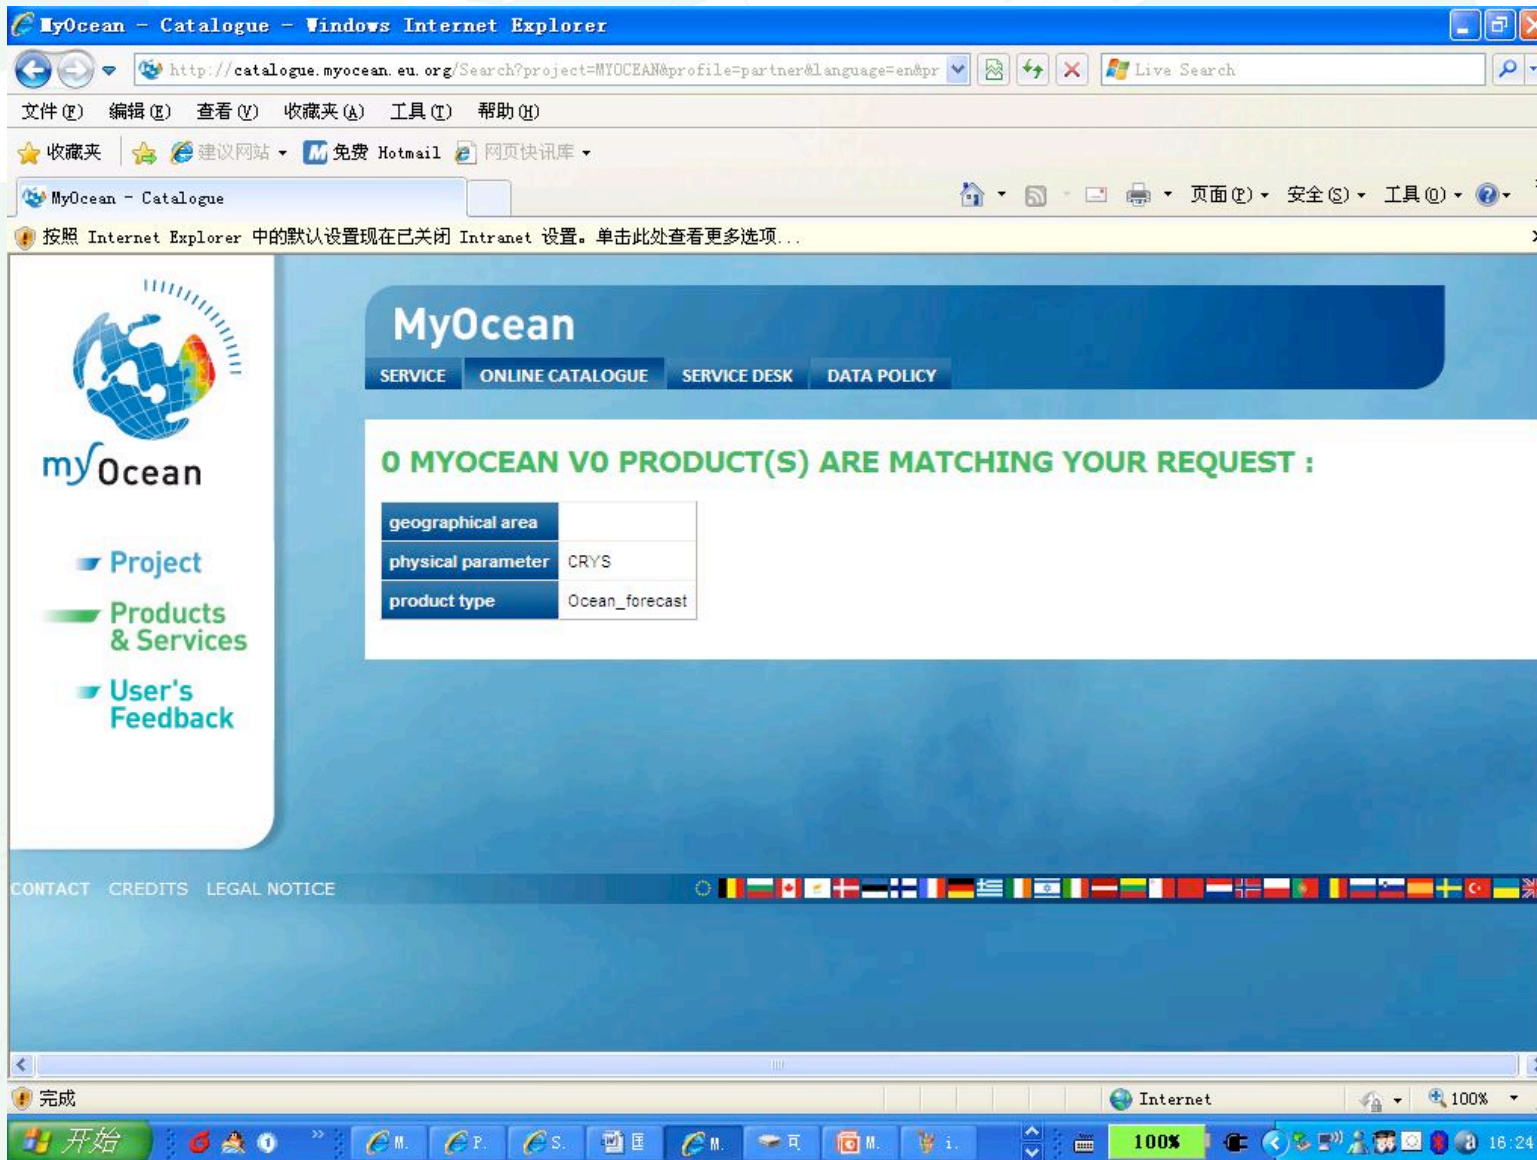 MyOcean - Catalogue - Windows Internet Explorer
http://catalogue.myocean.eu.org/Search?project=MYOCEAN&profile=partner&language=en&pr
Live Search
文件(F) 编辑(E) 查看(V) 收藏夹(A) 工具(T) 帮助(H)
收藏夹 建议网站 免费 Hotmail 网页快讯库
MyOcean - Catalogue
页面(P) 安全(S) 工具(O)
按照 Internet Explorer 中的默认设置现在已关闭 Intranet 设置。单击此处查看更多选项...
MyOcean
SERVICE ONLINE CATALOGUE SERVICE DESK DATA POLICY
my Ocean
0 MYOCEAN V0 PRODUCT(S) ARE MATCHING YOUR REQUEST :
geographical area
physical parameter CRYS
product type Ocean_forecast
Project
Products
& Services
User's
Feedback
CONTACT CREDITS LEGAL NOTICE
完成
Internet
100%
开始
M. P. S. 匡 M. 可 M. i.
100%
16:24